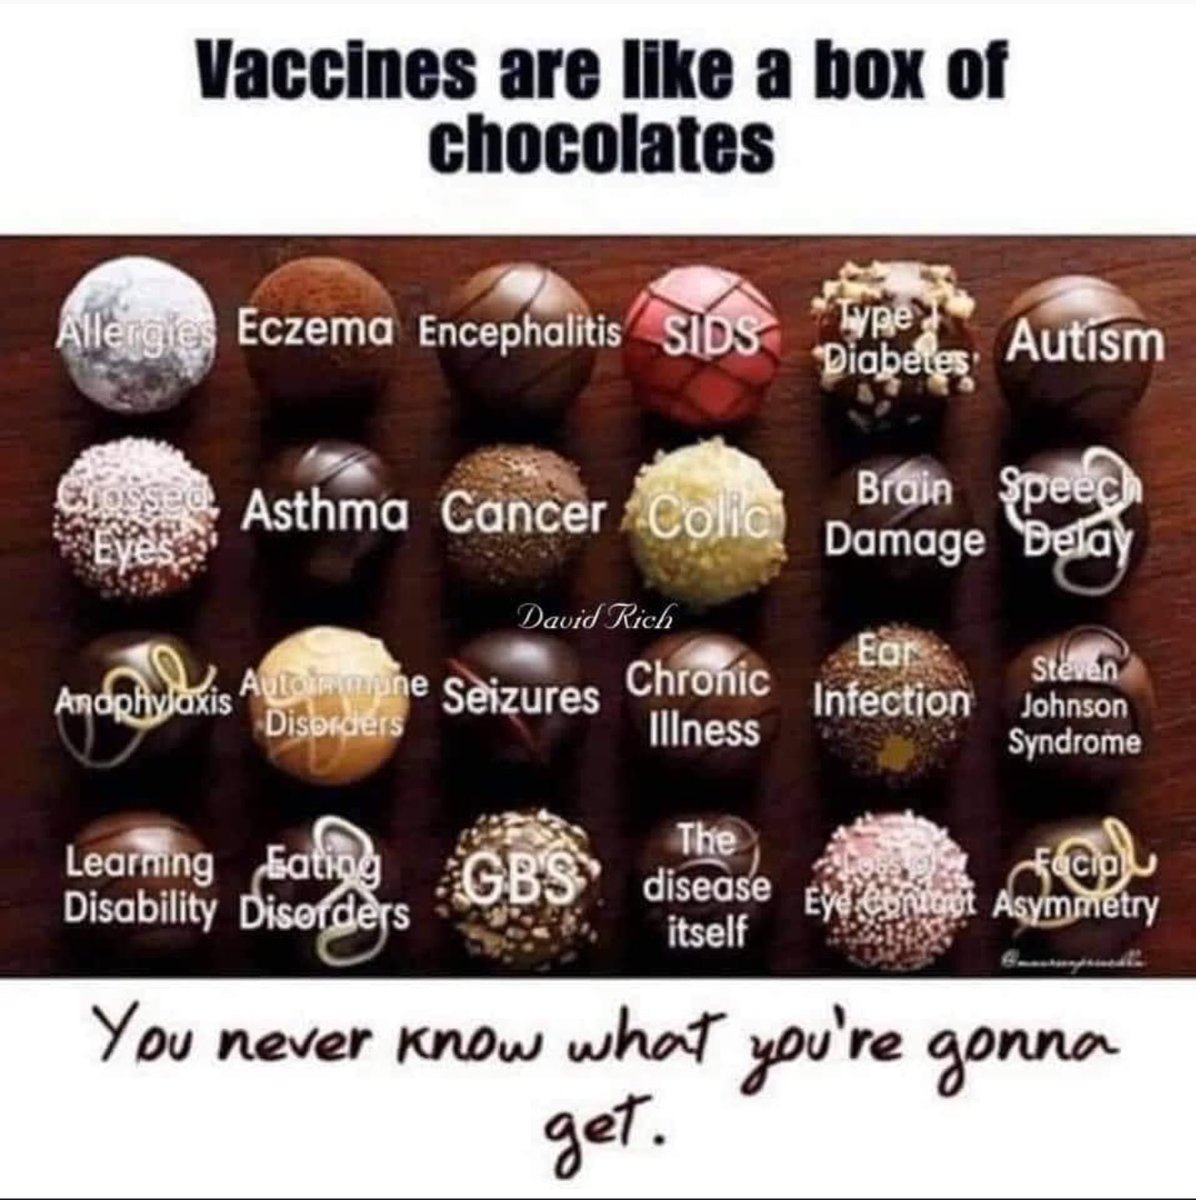 Vaccines are like a box of
chocolates
Allergies Eczema Encephalitis SIDS Type 1 Diabetes Autism
Crossed Eyes Asthma Cancer Colic Brain Damage Speech Delay
David Rich
Anaphylaxis Autoimmune Disorders Seizures Chronic Illness Ear Infection Steven Johnson Syndrome
Learning Disability Eating Disorders GBS The disease itself Loss of Eye Contact Facial Asymmetry
You never know what you're gonna
get.